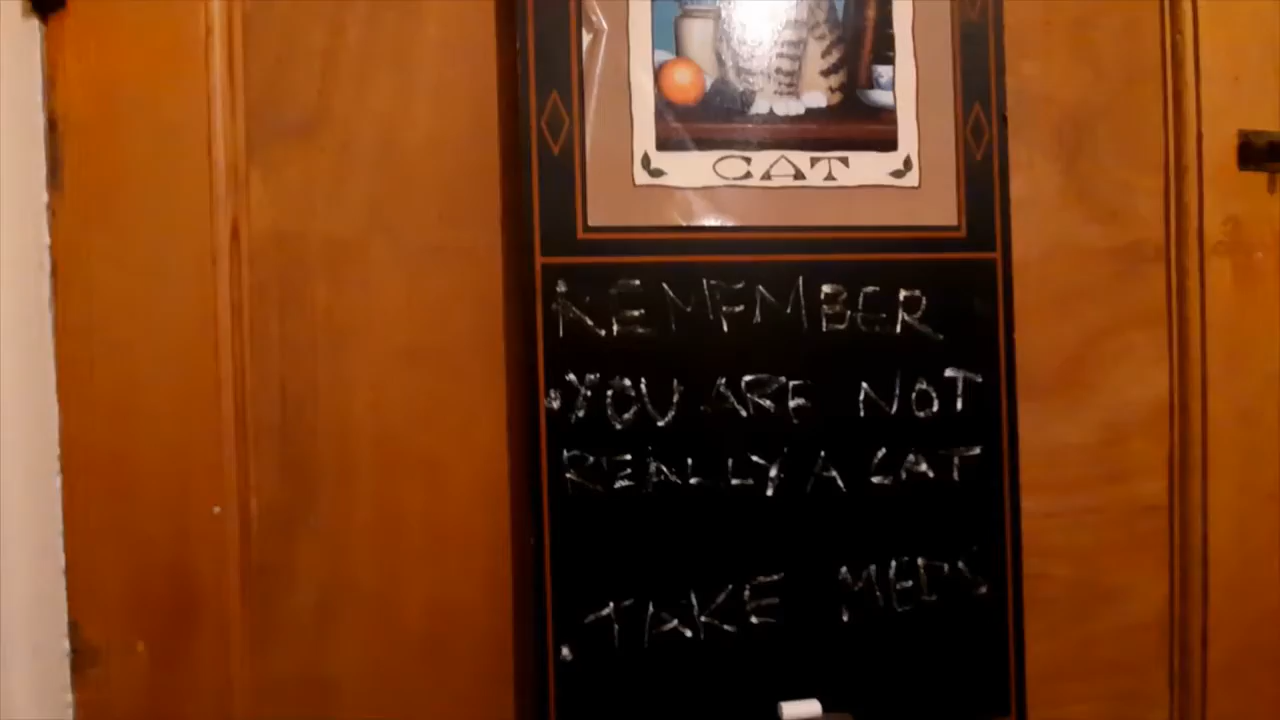 CAT
REMEMBER
• YOU ARE NOT
REALLY A CAT
• TAKE MEDS